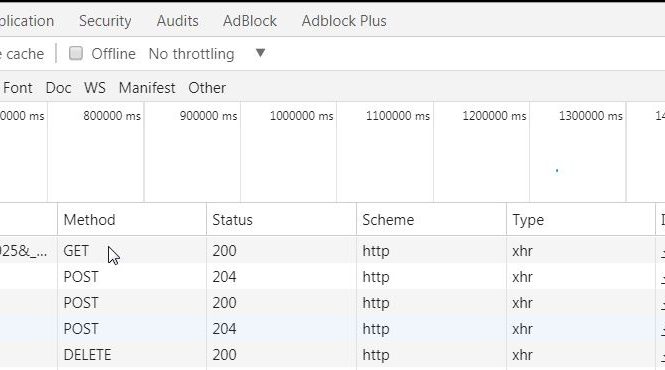 plication Security Audits AdBlock Adblock Plus
e cache Offline No throttling
Font Doc WS Manifest Other
0000 ms 800000 ms 900000 ms 1000000 ms 1100000 ms 1200000 ms 1300000 ms 14
Method Status Scheme Type
025&_... GET 200 http xhr
POST 204 http xhr
POST 200 http xhr
POST 204 http xhr
DELETE 200 http xhr